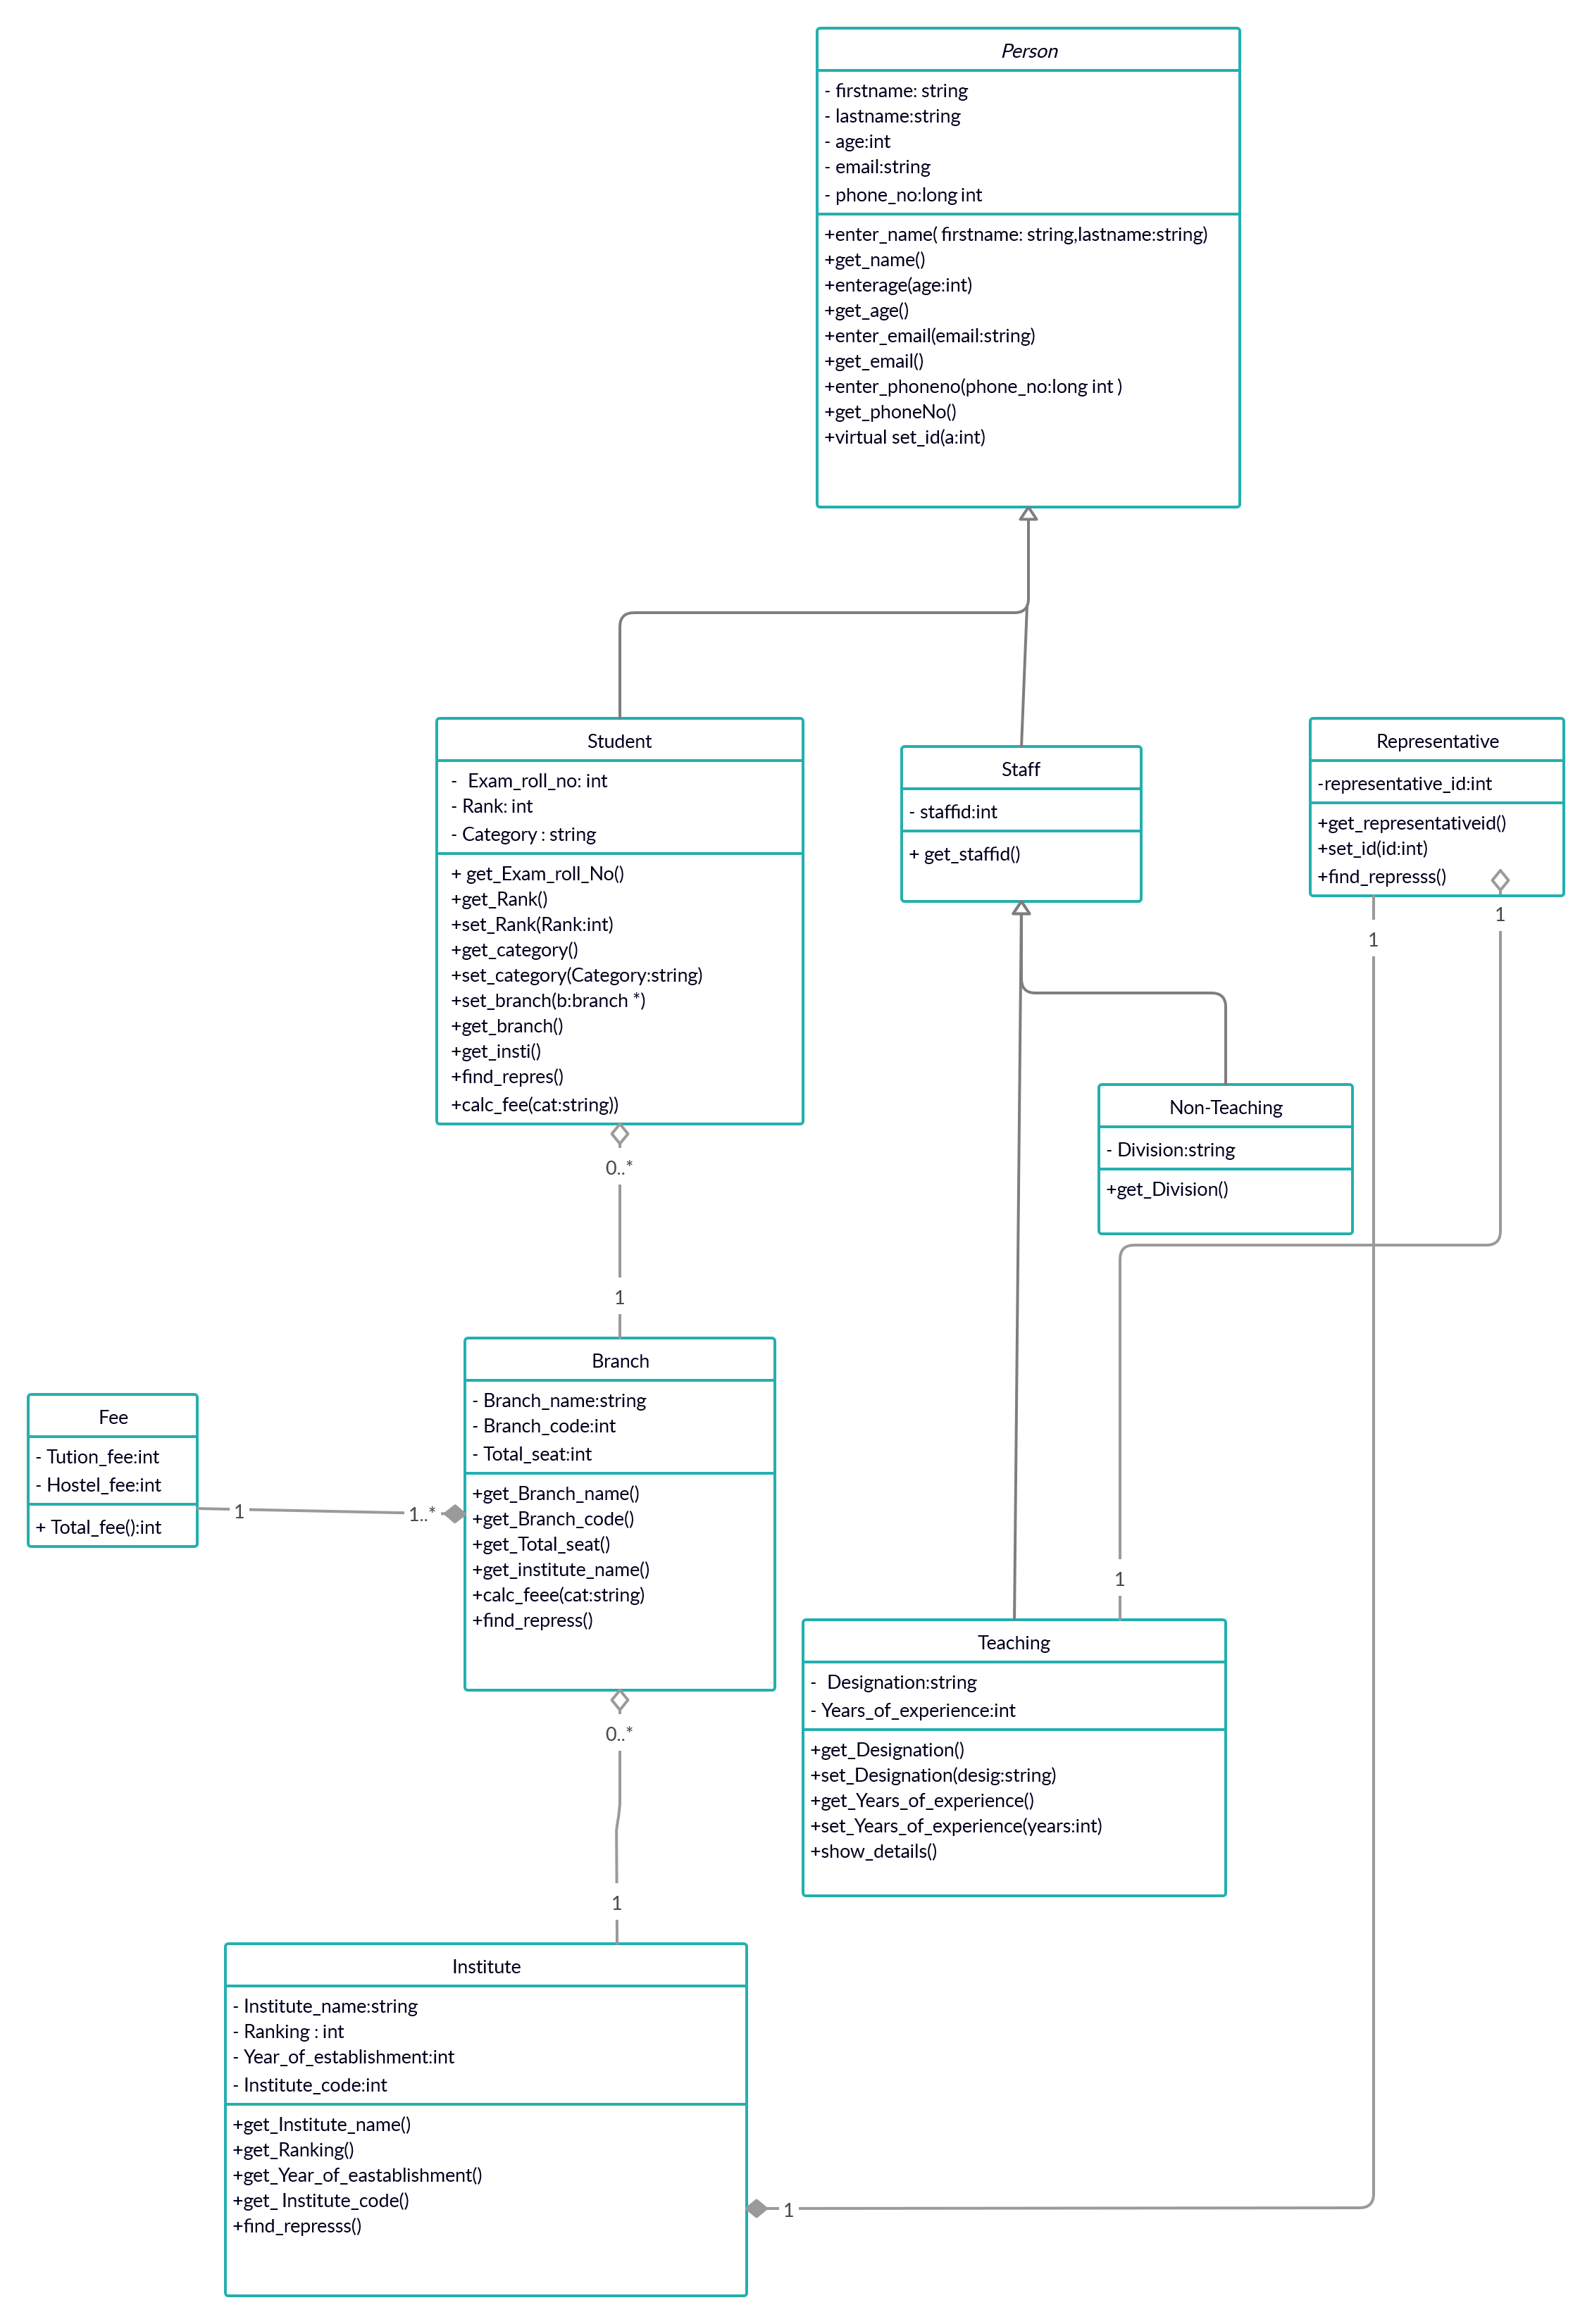 Person
- firstname: string
- lastname:string
- age:int
- email:string
- phone_no:long int
+enter_name( firstname: string,lastname:string)
+get_name()
+enterage(age:int)
+get_age()
+enter_email(email:string)
+get_email()
+enter_phoneno(phone_no:long int )
+get_phoneNo()
+virtual set_id(a:int)
Student
- Exam_roll_no: int
- Rank: int
- Category : string
+ get_Exam_roll_No()
+get_Rank()
+set_Rank(Rank:int)
+get_category()
+set_category(Category:string)
+set_branch(b:branch *)
+get_branch()
+get_insti()
+find_repres()
+calc_fee(cat:string))
Staff
- staffid:int
+ get_staffid()
Representative
-representative_id:int
+get_representativeid()
+set_id(id:int)
+find_represss()
1
1
Non-Teaching
- Division:string
+get_Division()
0..*
1
Branch
- Branch_name:string
- Branch_code:int
- Total_seat:int
+get_Branch_name()
+get_Branch_code()
+get_Total_seat()
+get_institute_name()
+calc_feee(cat:string)
+find_repress()
Fee
- Tution_fee:int
- Hostel_fee:int
+ Total_fee():int
1
1..*
1
Teaching
- Designation:string
- Years_of_experience:int
+get_Designation()
+set_Designation(desig:string)
+get_Years_of_experience()
+set_Years_of_experience(years:int)
+show_details()
0..*
1
Institute
- Institute_name:string
- Ranking : int
- Year_of_establishment:int
- Institute_code:int
+get_Institute_name()
+get_Ranking()
+get_Year_of_eastablishment()
+get_ Institute_code()
+find_represss()
1